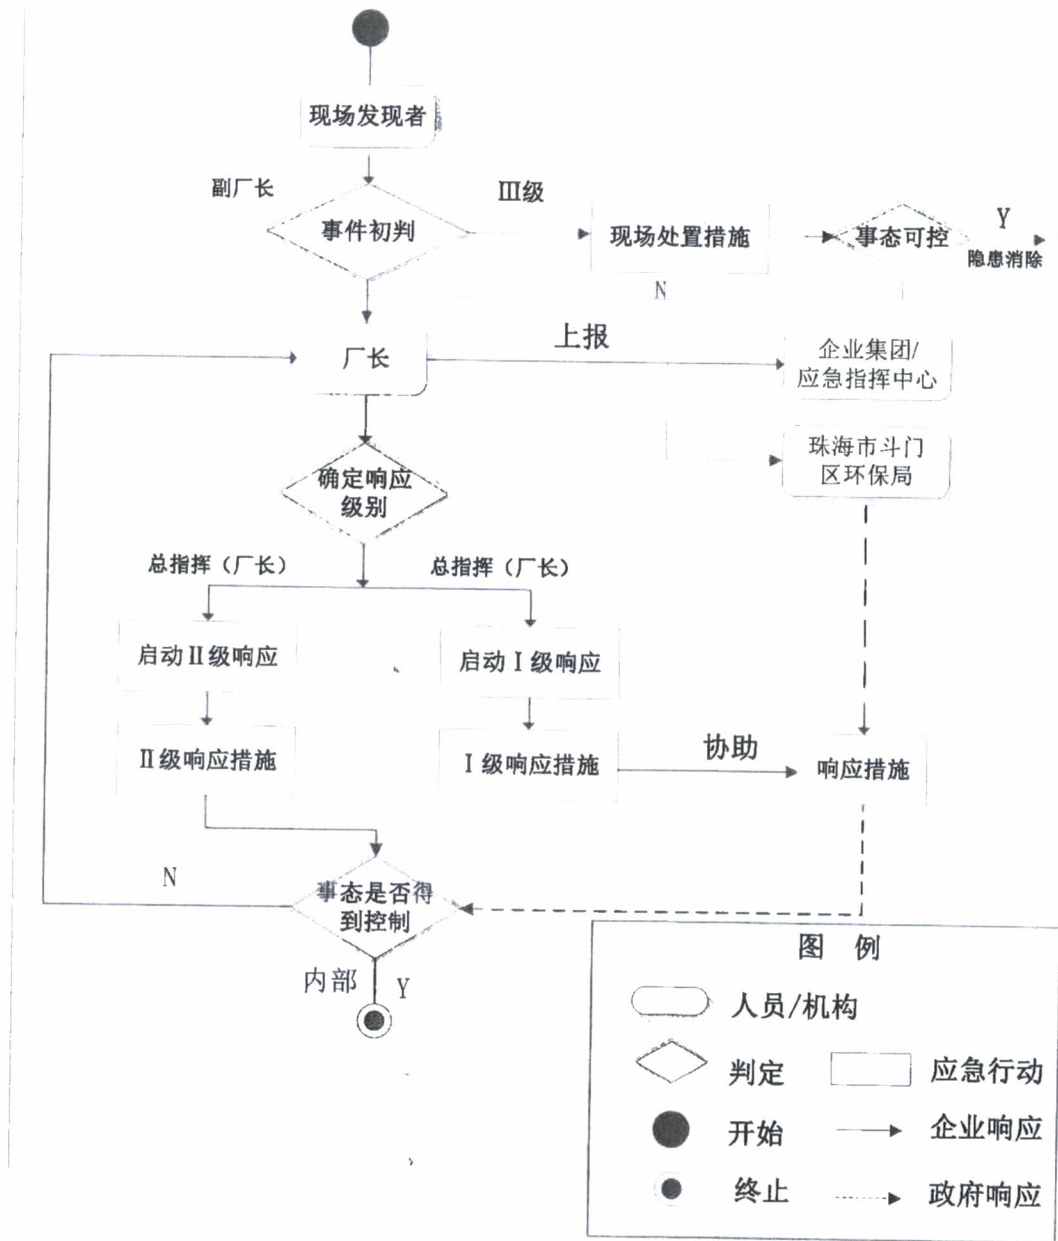 现场发现者
副厂长
III级
事件初判
现场处置措施
事态可控
Y
隐患消除
N
厂长
上报
企业集团/
应急指挥中心
珠海市斗门
区环保局
确定响应
级别
总指挥（厂长）
总指挥（厂长）
启动II级响应
启动I级响应
II级响应措施
I级响应措施
协助
响应措施
N
事态是否得
到控制
内部
Y
图 例
人员/机构
判定
应急行动
开始
企业响应
终止
政府响应